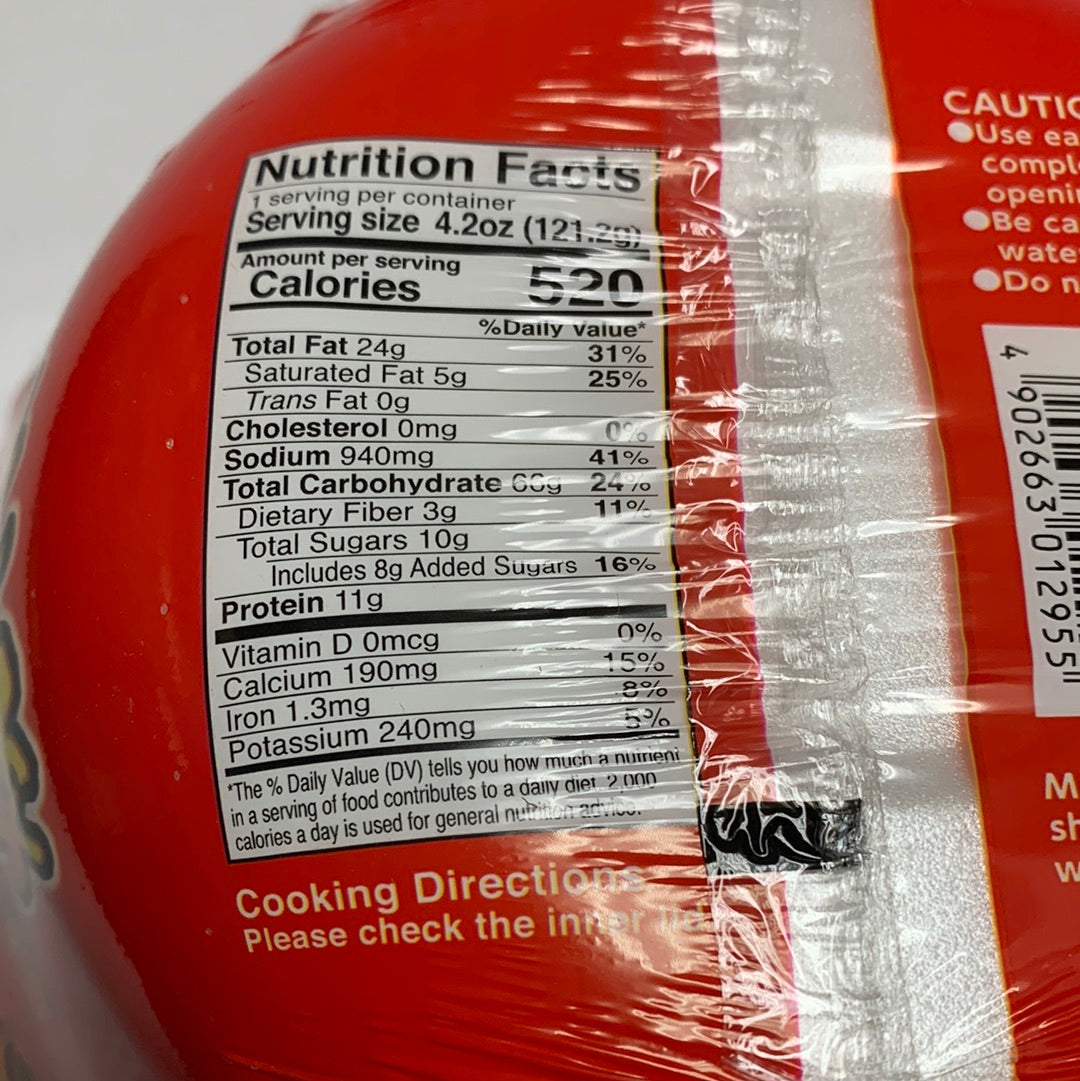 Nutrition Facts
1 serving per container
Serving size 4.2oz (121.2g)
Amount per serving
Calories 520
%Daily Value*
Total Fat 24g 31%
Saturated Fat 5g 25%
Trans Fat 0g
Cholesterol 0mg 0%
Sodium 940mg 41%
Total Carbohydrate 66g 24%
Dietary Fiber 3g 11%
Total Sugars 10g
Includes 8g Added Sugars 16%
Protein 11g
Vitamin D 0mcg 0%
Calcium 190mg 15%
Iron 1.3mg 8%
Potassium 240mg 5%
*The % Daily Value (DV) tells you how much a nutrient
in a serving of food contributes to a daily diet. 2,000
calories a day is used for general nutrition advice.
Cooking Directions
Please check the inner lid.
CAUTIO
●Use ea
compl
openin
●Be ca
wate
●Do n
4 902663 012955
M
sh
w